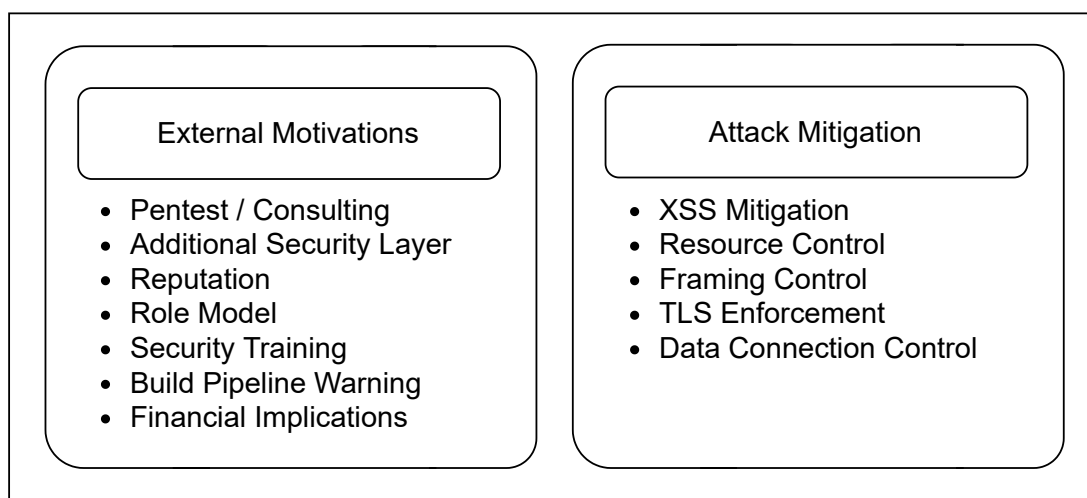 External Motivations
• Pentest / Consulting
• Additional Security Layer
• Reputation
• Role Model
• Security Training
• Build Pipeline Warning
• Financial Implications
Attack Mitigation
• XSS Mitigation
• Resource Control
• Framing Control
• TLS Enforcement
• Data Connection Control